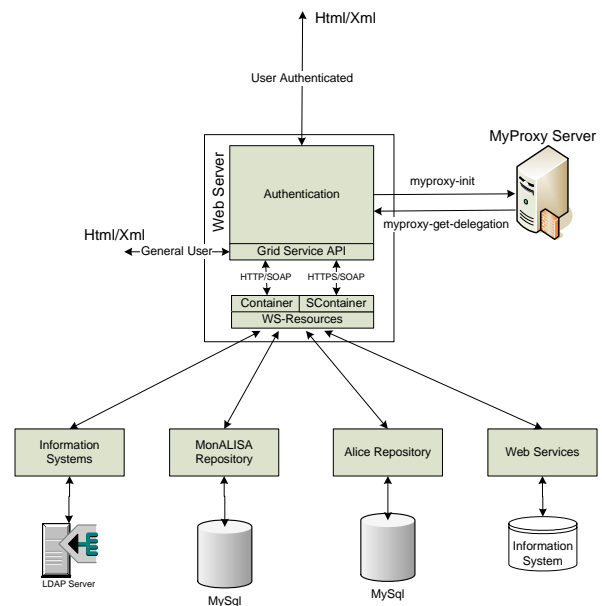 Html/Xml
User Authenticated
MyProxy Server
Web Server
Authentication
myproxy-init
myproxy-get-delegation
Html/Xml
General User
Grid Service API
HTTP/SOAP
HTTPS/SOAP
Container
SContainer
WS-Resources
Information
Systems
MonALISA
Repository
Alice Repository
Web Services
LDAP Server
MySql
MySql
Information
System